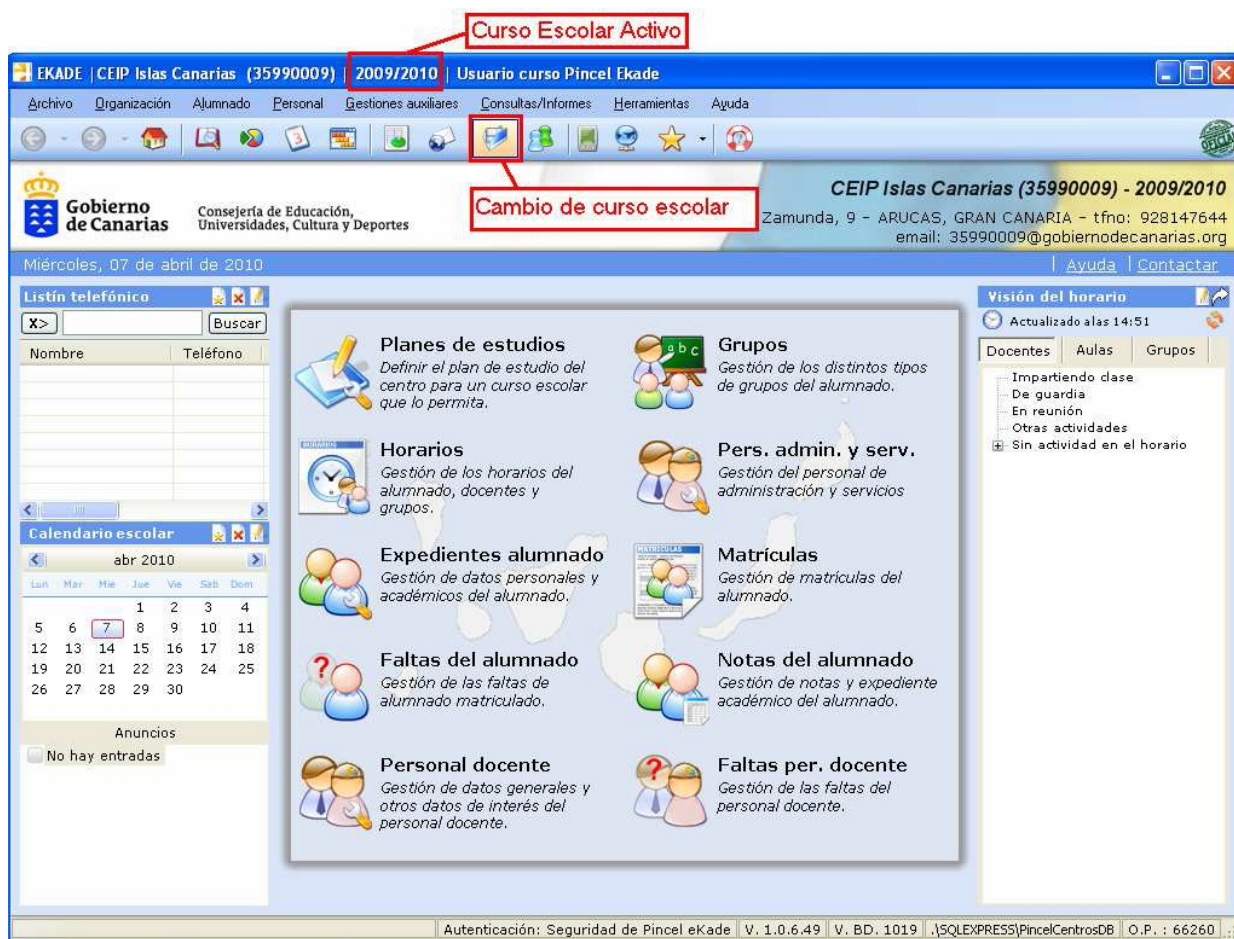 Curso Escolar Activo
EKADE | CEIP Islas Canarias (35990009) | 2009/2010 | Usuario curso Pincel Ekade
Archivo Organización Alumnado Personal Gestiones auxiliares Consultas/Informes Herramientas Ayuda
3
OFICIAL
Gobierno
de Canarias
Consejería de Educación,
Universidades, Cultura y Deportes
Cambio de curso escolar
CEIP Islas Canarias (35990009) - 2009/2010
Zamunda, 9 - ARUCAS, GRAN CANARIA - tfno: 928147644
email: 35990009@gobiernodecanarias.org
Miércoles, 07 de abril de 2010
Ayuda | Contactar
Listín telefónico
X> Buscar
Nombre Teléfono
Calendario escolar
abr 2010
Lun Mar Mie Jue Vie Sab Dom
1 2 3 4
5 6 7 8 9 10 11
12 13 14 15 16 17 18
19 20 21 22 23 24 25
26 27 28 29 30
Anuncios
No hay entradas
Planes de estudios
Definir el plan de estudio del
centro para un curso escolar
que lo permita.
abc
Grupos
Gestión de los distintos tipos
de grupos del alumnado.
HORARIOS
Horarios
Gestión de los horarios del
alumnado, docentes y
grupos.
Pers. admin. y serv.
Gestión del personal de
administración y servicios
Expedientes alumnado
Gestión de datos personales y
académicos del alumnado.
MATRICULAS
Matrículas
Gestión de matrículas del
alumnado.
?
Faltas del alumnado
Gestión de las faltas de
alumnado matriculado.
Notas del alumnado
Gestión de notas y expediente
académico del alumnado.
Personal docente
Gestión de datos generales y
otros datos de interés del
personal docente.
?
Faltas per. docente
Gestión de las faltas del
personal docente.
Visión del horario
Actualizado a las 14:51
Docentes Aulas Grupos
Impartiendo clase
De guardia
En reunión
Otras actividades
Sin actividad en el horario
Autenticación: Seguridad de Pincel eKade V. 1.0.6.49 V. BD. 1019 .\SQLEXPRESS\PincelCentrosDB O.P. : 66260